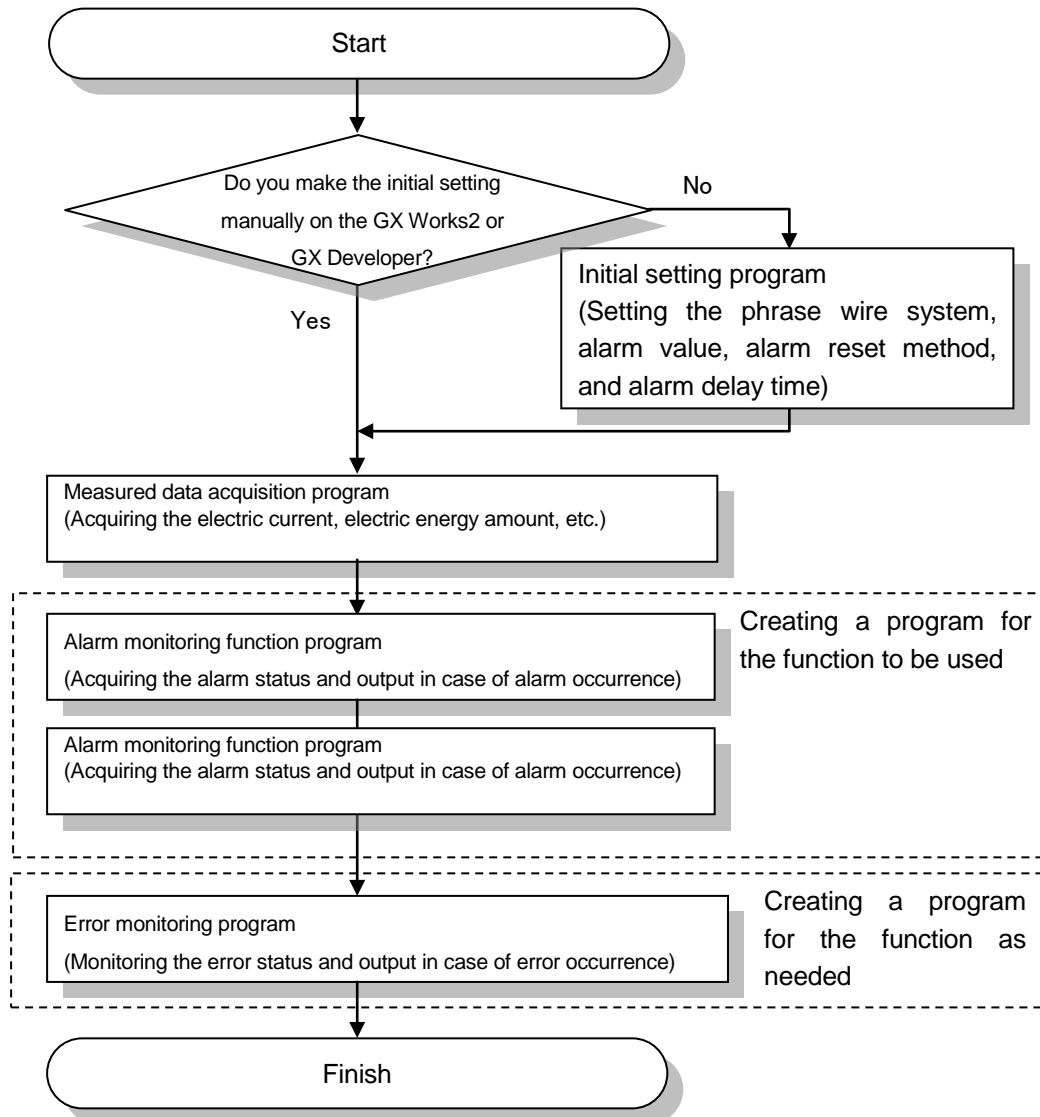 Start
Do you make the initial setting
manually on the GX Works2 or
GX Developer?
No
Yes
Initial setting program
(Setting the phrase wire system,
alarm value, alarm reset method,
and alarm delay time)
Measured data acquisition program
(Acquiring the electric current, electric energy amount, etc.)
Creating a program for
the function to be used
Alarm monitoring function program
(Acquiring the alarm status and output in case of alarm occurrence)
Alarm monitoring function program
(Acquiring the alarm status and output in case of alarm occurrence)
Creating a program
for the function as
needed
Error monitoring program
(Monitoring the error status and output in case of error occurrence)
Finish